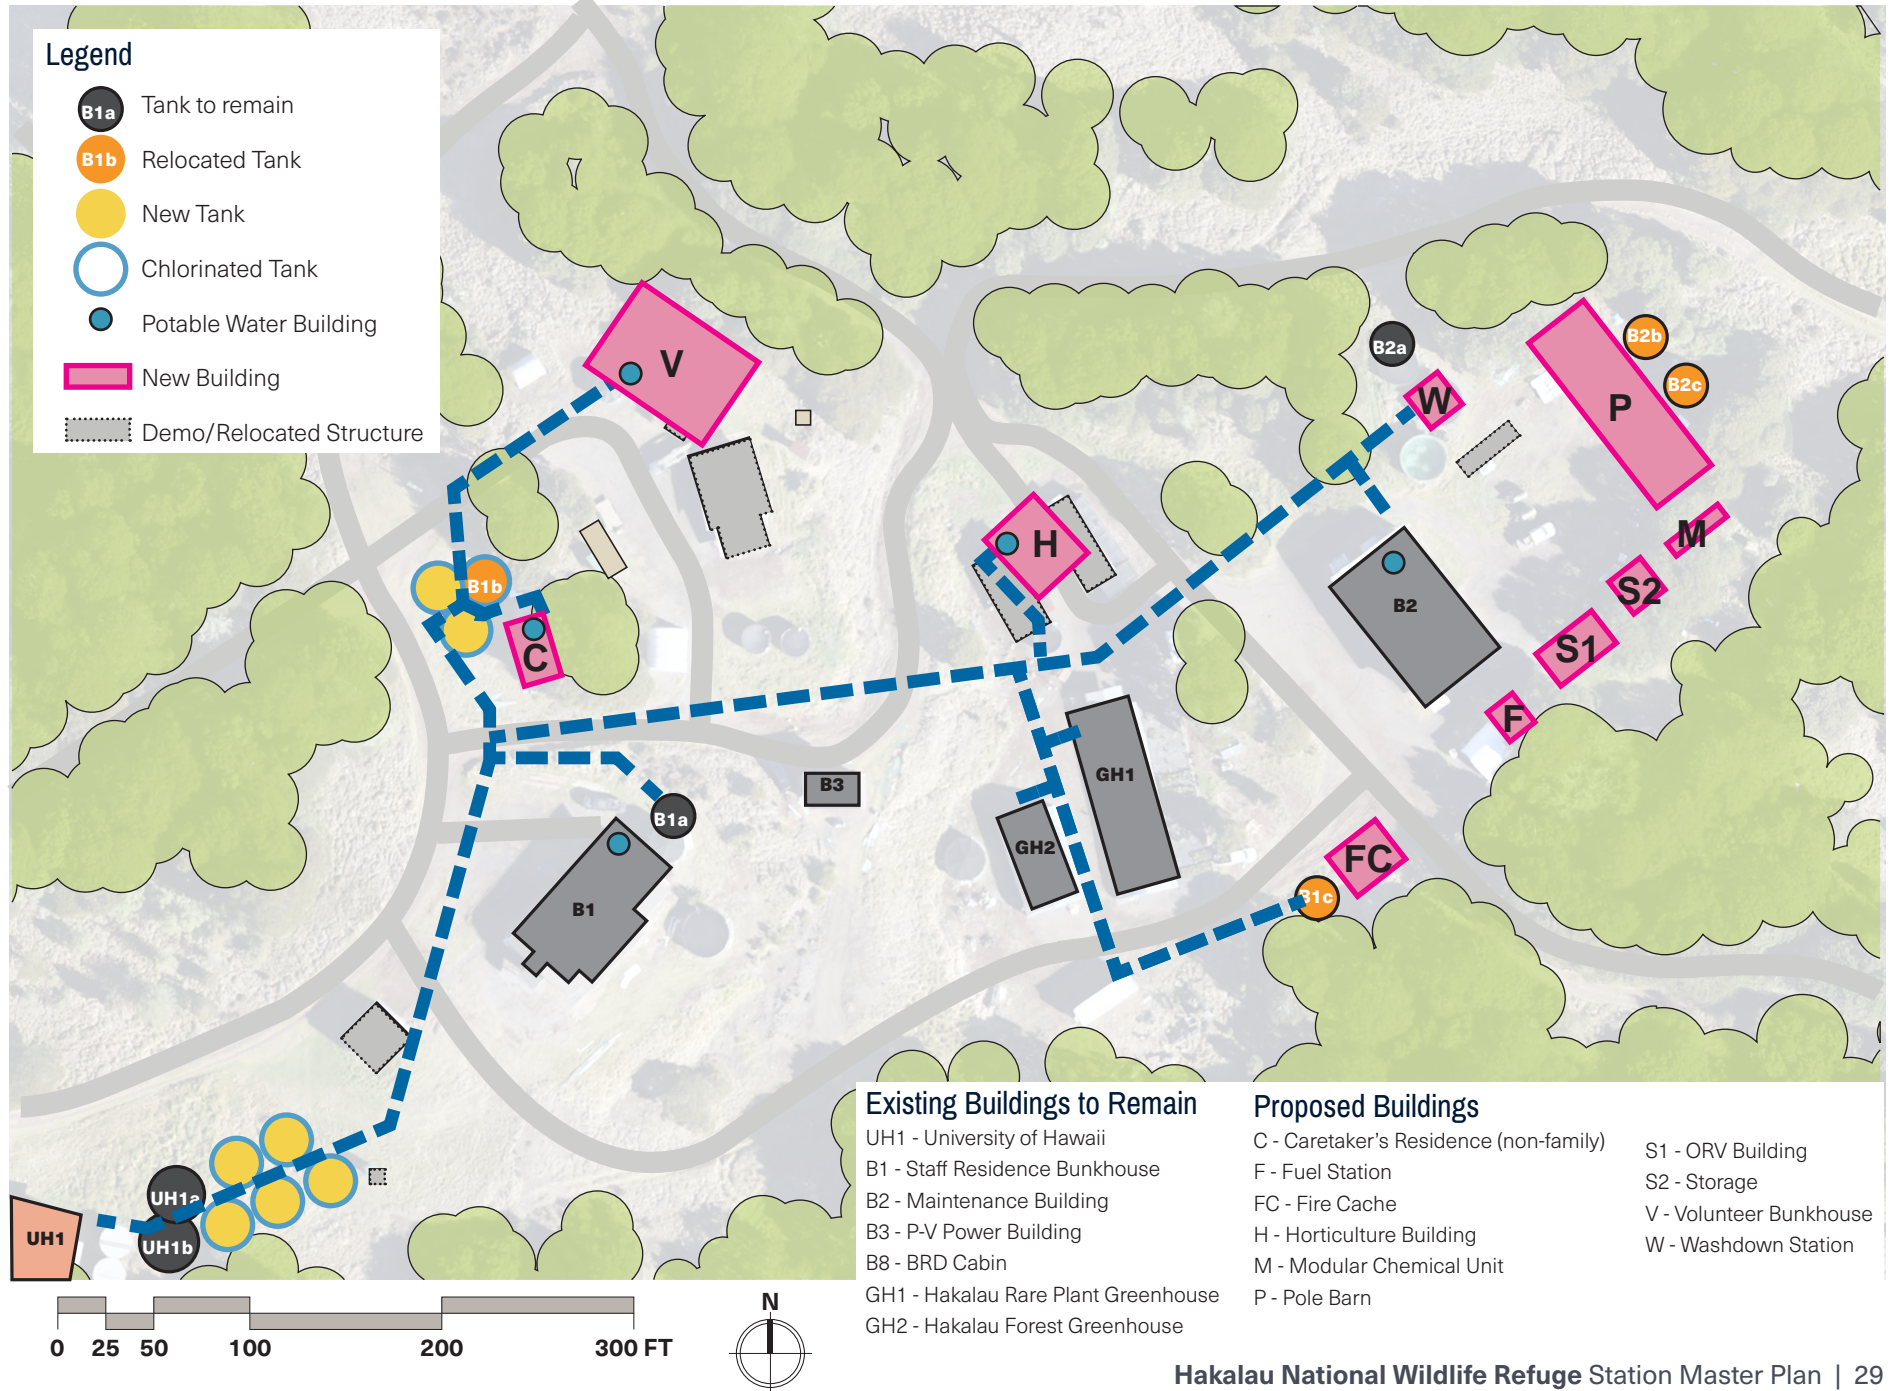 Legend
B1a Tank to remain
B1b Relocated Tank
New Tank
Chlorinated Tank
Potable Water Building
New Building
Demo/Relocated Structure
V
B2a
B2b
B2c
W
P
M
H
B1b
C
B2
S2
S1
F
B3
GH1
B1a
GH2
FC
B1c
B1
UH1a
UH1b
UH1
Existing Buildings to Remain
UH1 - University of Hawaii
B1 - Staff Residence Bunkhouse
B2 - Maintenance Building
B3 - P-V Power Building
B8 - BRD Cabin
GH1 - Hakalau Rare Plant Greenhouse
GH2 - Hakalau Forest Greenhouse
Proposed Buildings
C - Caretaker's Residence (non-family)
F - Fuel Station
FC - Fire Cache
H - Horticulture Building
M - Modular Chemical Unit
P - Pole Barn
S1 - ORV Building
S2 - Storage
V - Volunteer Bunkhouse
W - Washdown Station
0 25 50 100 200 300 FT
N
Hakalau National Wildlife Refuge Station Master Plan | 29